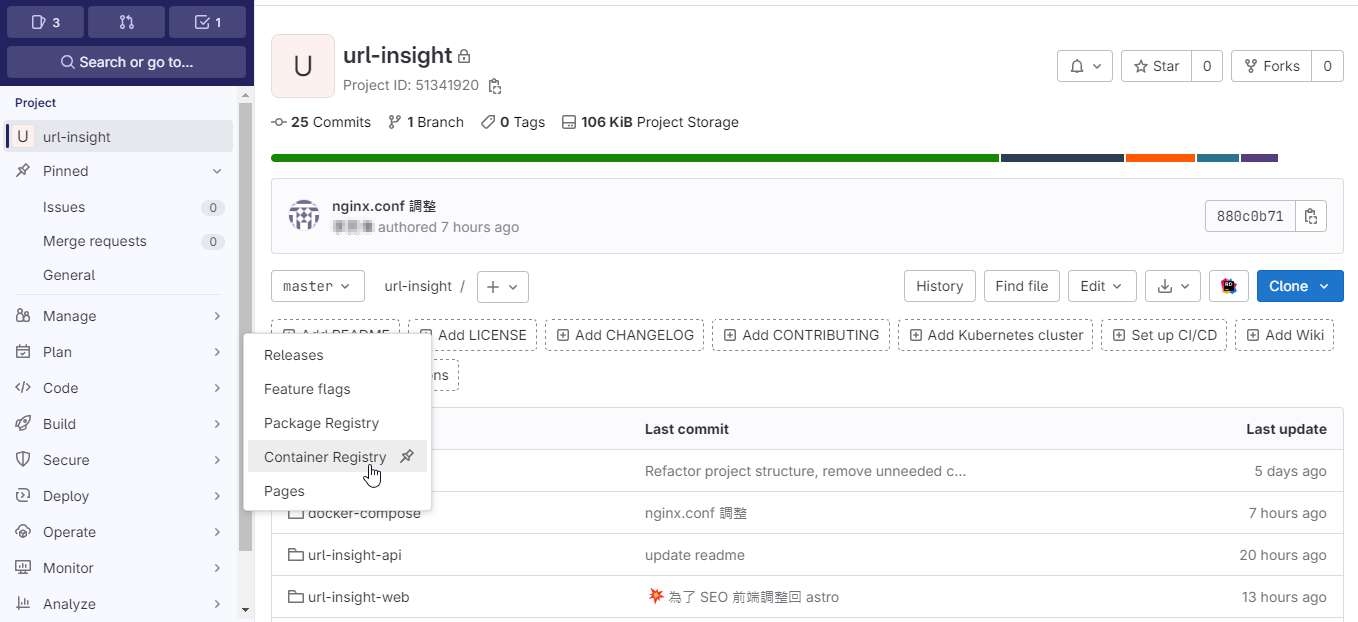 3
1
Search or go to...
Project
U url-insight
Pinned
Issues 0
Merge requests 0
General
Manage
Plan
Code
Build
Secure
Deploy
Operate
Monitor
Analyze
U
url-insight
Project ID: 51341920
Star 0
Forks 0
25 Commits 1 Branch 0 Tags 106 KiB Project Storage
nginx.conf 調整
authored 7 hours ago
880c0b71
master
url-insight /
History
Find file
Edit
Clone
Add README
Add LICENSE
Add CHANGELOG
Add CONTRIBUTING
Add Kubernetes cluster
Set up CI/CD
Add Wiki
Releases
Feature flags
Package Registry
Container Registry
Pages
Last commit Last update
Refactor project structure, remove unneeded c... 5 days ago
docker-compose nginx.conf 調整 7 hours ago
url-insight-api update readme 20 hours ago
url-insight-web 💥 為了 SEO 前端調整回 astro 13 hours ago